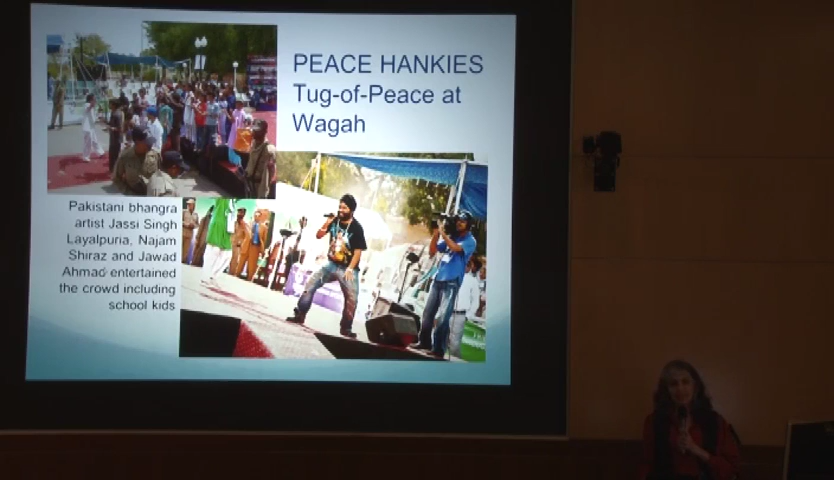 PEACE HANKIES
Tug-of-Peace at
Wagah
Pakistani bhangra
artist Jassi Singh
Layalpuria, Najam
Shiraz and Jawad
Ahmad entertained
the crowd including
school kids